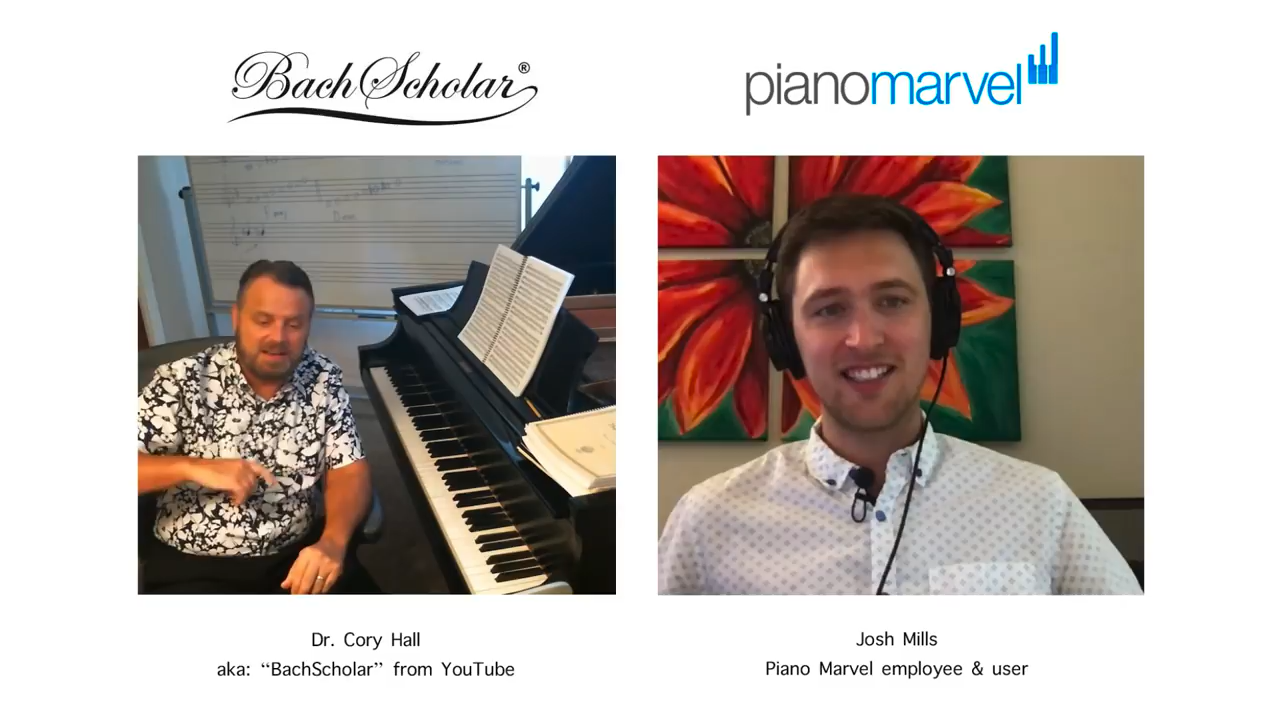 BachScholar®
pianomarvel
Dr. Cory Hall
aka: “BachScholar” from YouTube
Josh Mills
Piano Marvel employee & user